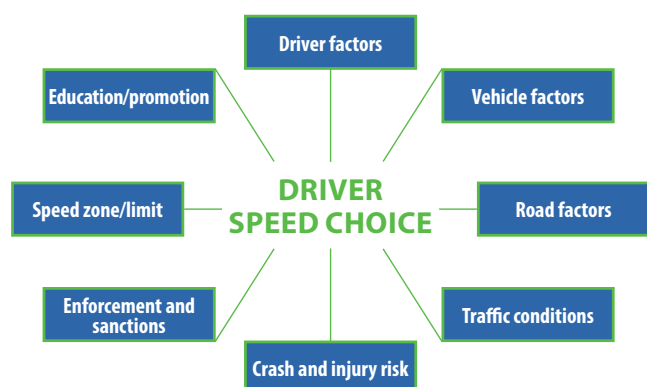 Driver factors
Education/promotion
Vehicle factors
DRIVER
SPEED CHOICE
Speed zone/limit
Road factors
Enforcement and
sanctions
Traffic conditions
Crash and injury risk